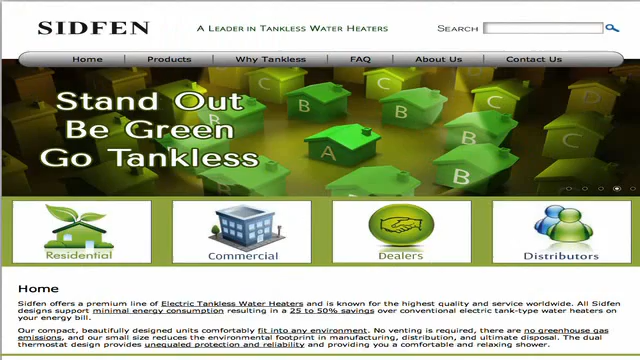 SIDFEN
A Leader in Tankless Water Heaters
Search
Home Products Why Tankless FAQ About Us Contact Us
Stand Out
Be Green
Go Tankless
B
B
B
C
C
A
B
B
C
C
Residential Commercial Dealers Distributors
Home
Sidfen offers a premium line of Electric Tankless Water Heaters and is known for the highest quality and service worldwide. All Sidfen
designs support minimal energy consumption resulting in a 25 to 50% savings over conventional electric tank-type water heaters on
your energy bill.
Our compact, beautifully designed units comfortably fit into any environment. No venting is required, there are no greenhouse gas
emissions, and our small size reduces the environmental footprint in manufacturing, distribution, and ultimate disposal. The dual
thermostat design provides unequaled protection and reliability and providing you a comfortable and relaxing shower.